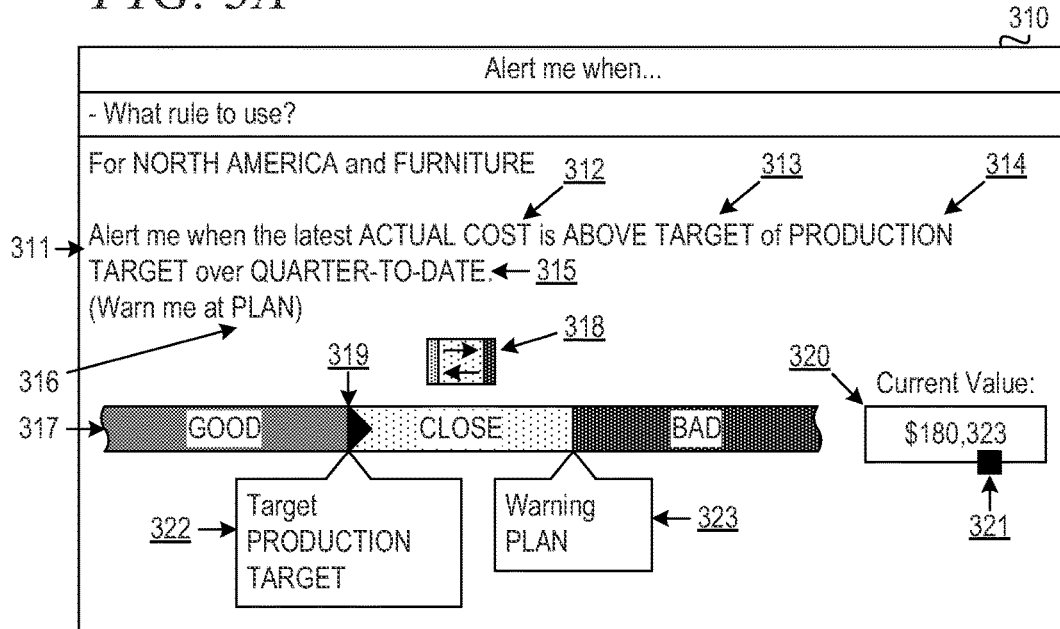 310
Alert me when...
- What rule to use?
For NORTH AMERICA and FURNITURE
312
313
314
311
Alert me when the latest ACTUAL COST is ABOVE TARGET of PRODUCTION
TARGET over QUARTER-TO-DATE.
315
(Warn me at PLAN)
316
318
319
320
Current Value:
317
GOOD
CLOSE
BAD
$180,323
321
322
Target
PRODUCTION
TARGET
Warning
PLAN
323